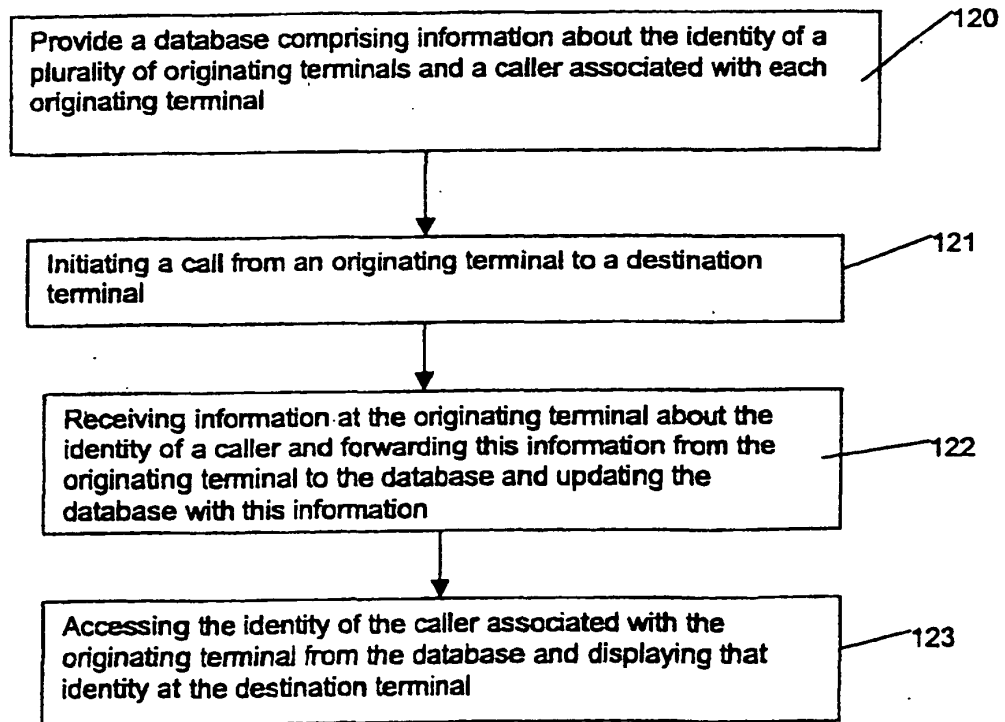 Provide a database comprising information about the identity of a
plurality of originating terminals and a caller associated with each
originating terminal
120
Initiating a call from an originating terminal to a destination
terminal
121
Receiving information at the originating terminal about the
identity of a caller and forwarding this information from the
originating terminal to the database and updating the
database with this information
122
Accessing the identity of the caller associated with the
originating terminal from the database and displaying that
identity at the destination terminal
123